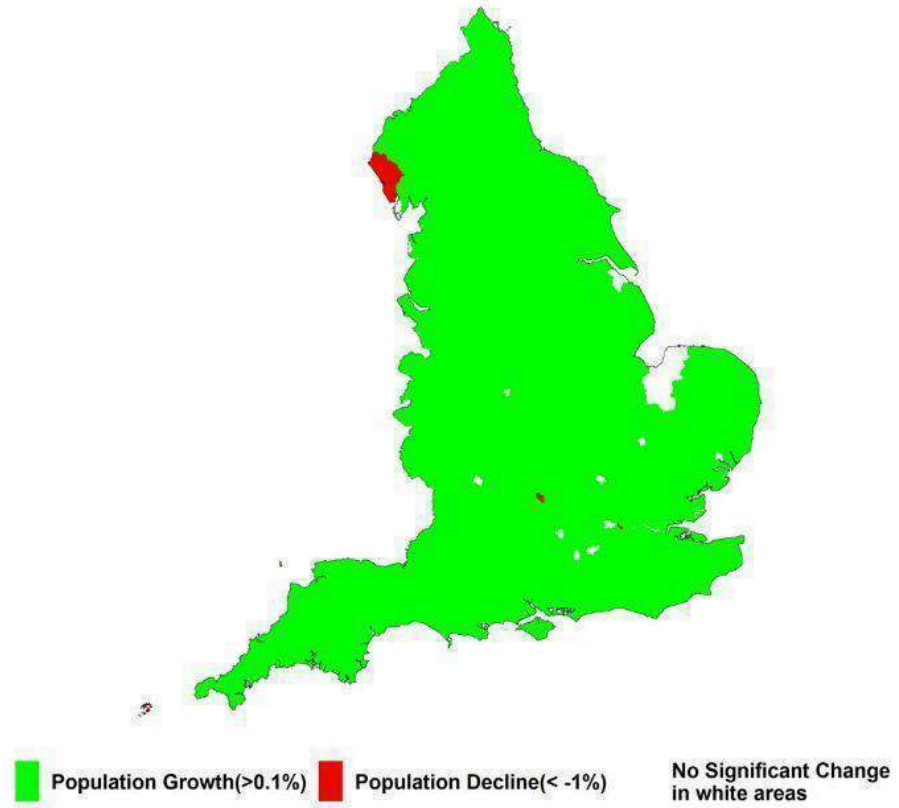 Population Growth(>0.1%)
Population Decline(< -1%)
No Significant Change
in white areas